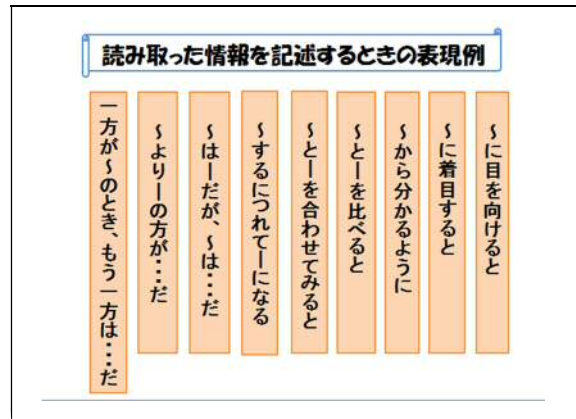 読み取った情報を記述するときの表現例
~に目を向けると
~に着目すると
~から分かるように
~とーを比べると
~とーを合わせてみると
~するにつれてーになる
~はーだが、~は・・・だ
~よりーの方が・・・だ
一方が~のとき、もう一方は・・・だ